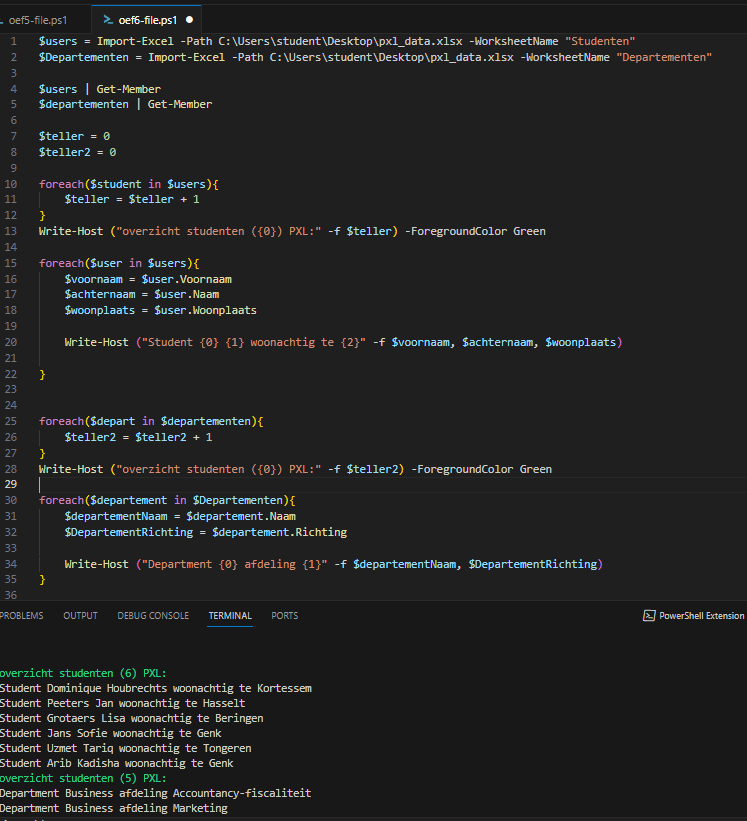 oef5-file.ps1 oef6-file.ps1
1 $users = Import-Excel -Path C:\Users\student\Desktop\pxl_data.xlsx -WorksheetName "Studenten"
2 $Departementen = Import-Excel -Path C:\Users\student\Desktop\pxl_data.xlsx -WorksheetName "Departementen"
3
4 $users | Get-Member
5 $departementen | Get-Member
6
7 $teller = 0
8 $teller2 = 0
9
10 foreach($student in $users){
11 $teller = $teller + 1
12 }
13 Write-Host ("overzicht studenten ({0}) PXL:" -f $teller) -ForegroundColor Green
14
15 foreach($user in $users){
16 $voornaam = $user.Voornaam
17 $achternaam = $user.Naam
18 $woonplaats = $user.Woonplaats
19
20 Write-Host ("Student {0} {1} woonachtig te {2}" -f $voornaam, $achternaam, $woonplaats)
21
22 }
23
24
25 foreach($depart in $departementen){
26 $teller2 = $teller2 + 1
27 }
28 Write-Host ("overzicht studenten ({0}) PXL:" -f $teller2) -ForegroundColor Green
29
30 foreach($departement in $Departementen){
31 $departementNaam = $departement.Naam
32 $DepartementRichting = $departement.Richting
33
34 Write-Host ("Department {0} afdeling {1}" -f $departementNaam, $DepartementRichting)
35 }
36
PROBLEMS OUTPUT DEBUG CONSOLE TERMINAL PORTS PowerShell Extension
overzicht studenten (6) PXL:
Student Dominique Houbrechts woonachtig te Kortessem
Student Peeters Jan woonachtig te Hasselt
Student Grotaers Lisa woonachtig te Beringen
Student Jans Sofie woonachtig te Genk
Student Uzmet Tariq woonachtig te Tongeren
Student Arib Kadisha woonachtig te Genk
overzicht studenten (5) PXL:
Department Business afdeling Accountancy-fiscaliteit
Department Business afdeling Marketing